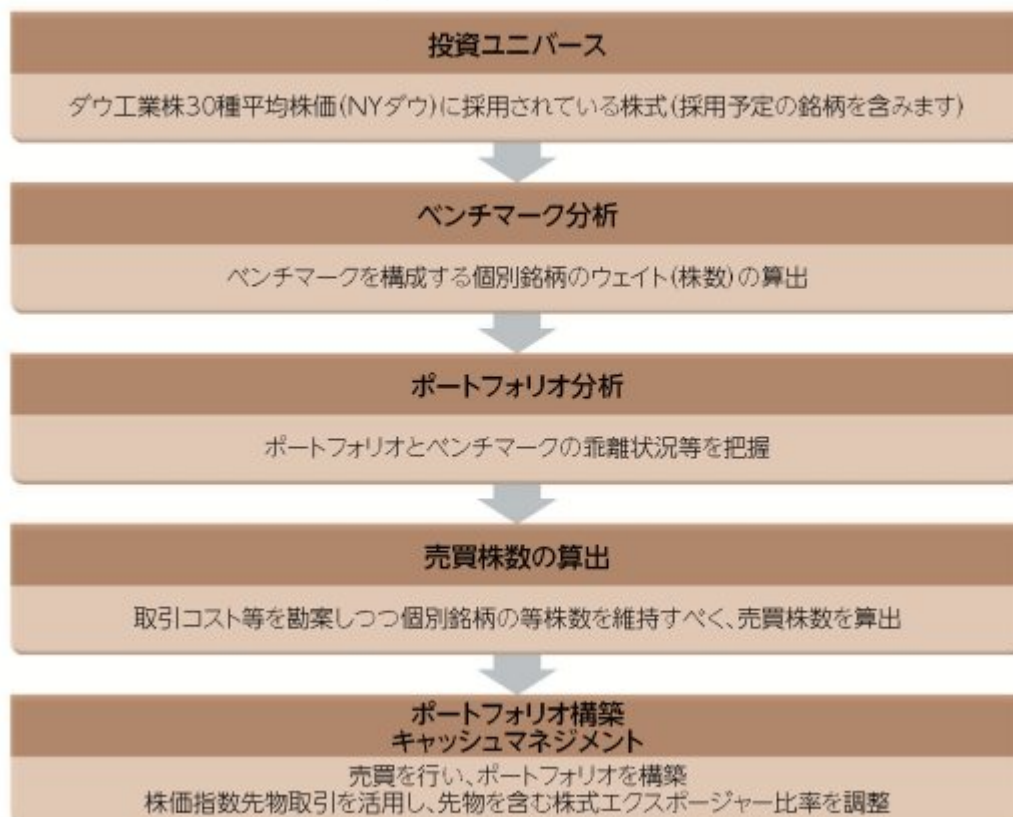 投資ユニバース
ダウ工業株30種平均株価(NYダウ)に採用されている株式(採用予定の銘柄を含みます)
ベンチマーク分析
ベンチマークを構成する個別銘柄のウェイト(株数)の算出
ポートフォリオ分析
ポートフォリオとベンチマークの乖離状況等を把握
売買株数の算出
取引コスト等を勘案しつつ個別銘柄の等株数を維持すべく、売買株数を算出
ポートフォリオ構築
キャッシュマネジメント
売買を行い、ポートフォリオを構築
株価指数先物取引を活用し、先物を含む株式エクスポージャー比率を調整